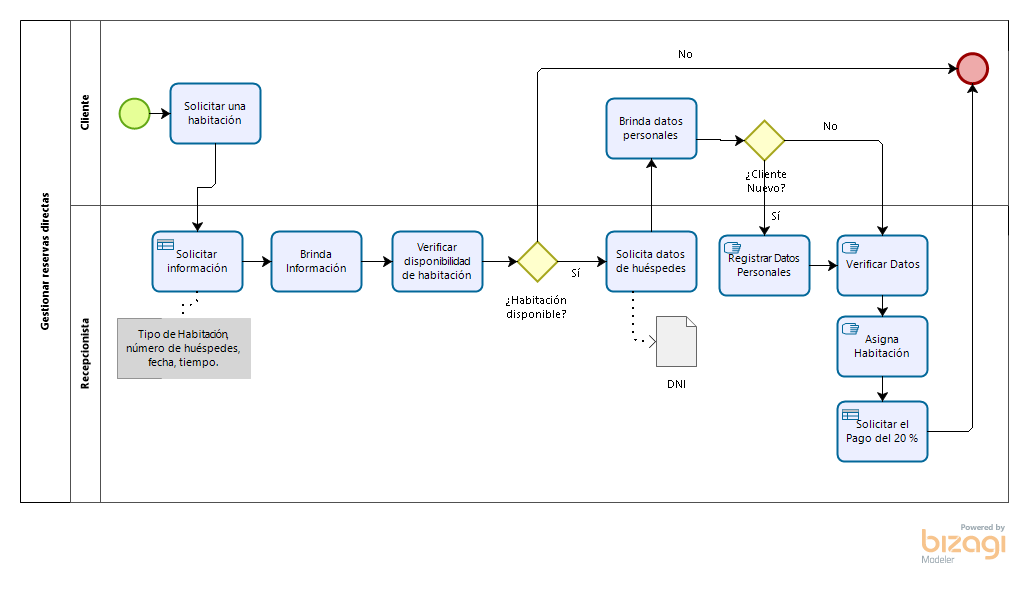 Gestionar reservas directas
Cliente
Solicitar una
habitación
No
Brinda datos
personales
¿Cliente
Nuevo?
No
Sí
Recepcionista
Solicitar
información
Tipo de Habitación,
número de huéspedes,
fecha, tiempo.
Brinda
Información
Verificar
disponibilidad
de habitación
¿Habitación
disponible?
Sí
Solicita datos
de huéspedes
DNI
Registrar Datos
Personales
Verificar Datos
Asigna
Habitación
Solicitar el
Pago del 20 %
Powered by
bizagi
Modeler